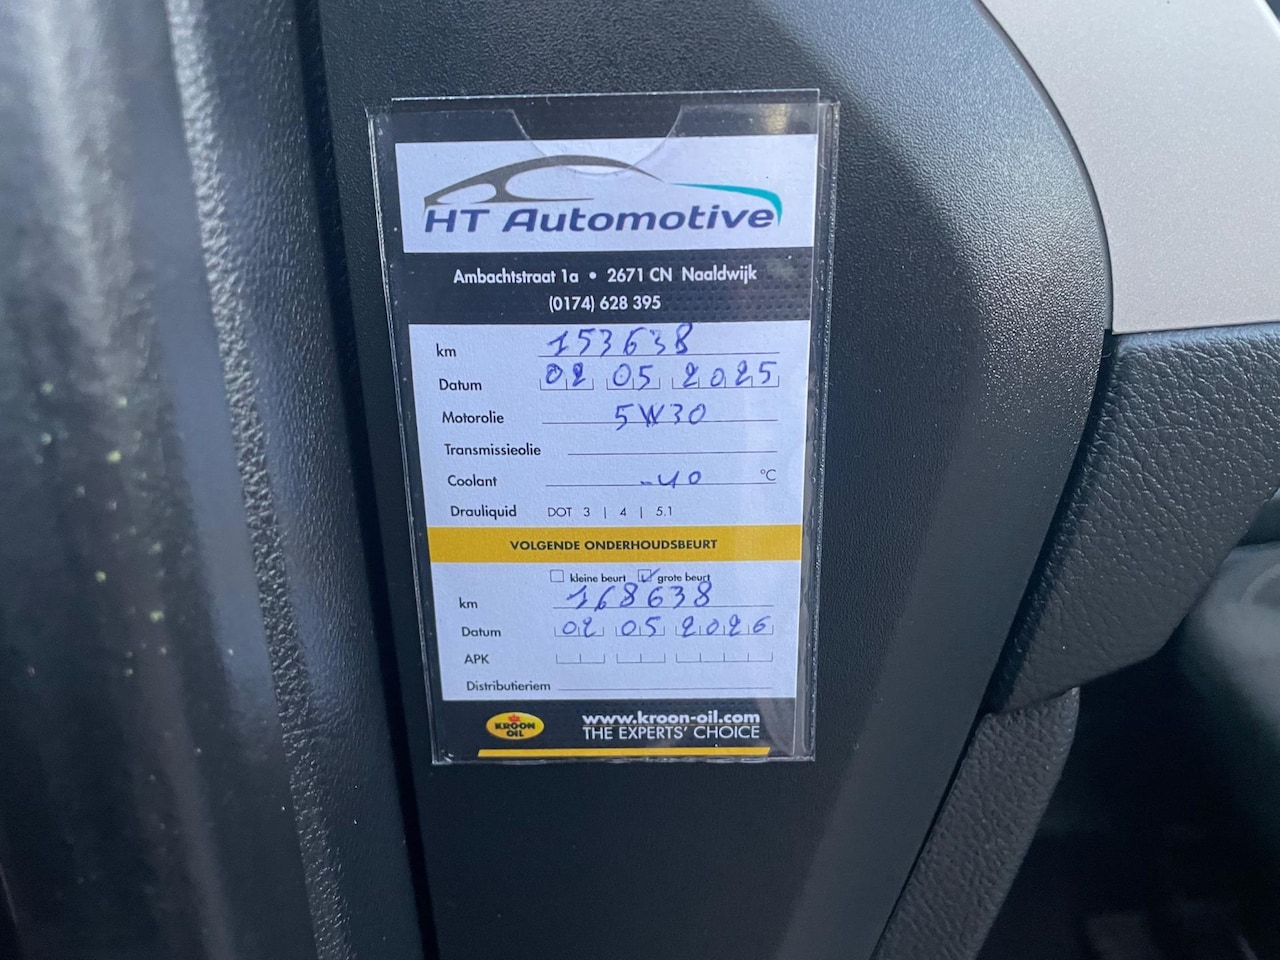 HT Automotive
Ambachtstraat 1a • 2671 CN Naaldwijk
(0174) 628 395
km 153638
Datum 02 05 2025
Motorolie 5W30
Transmissieolie
Coolant -40 °C
Drauliquid DOT 3 | 4 | 5.1
VOLGENDE ONDERHOUDSBEURT
kleine beurt grote beurt
km 168638
Datum 02 05 2026
APK
Distributieriem
KROON OIL www.kroon-oil.com
THE EXPERTS' CHOICE